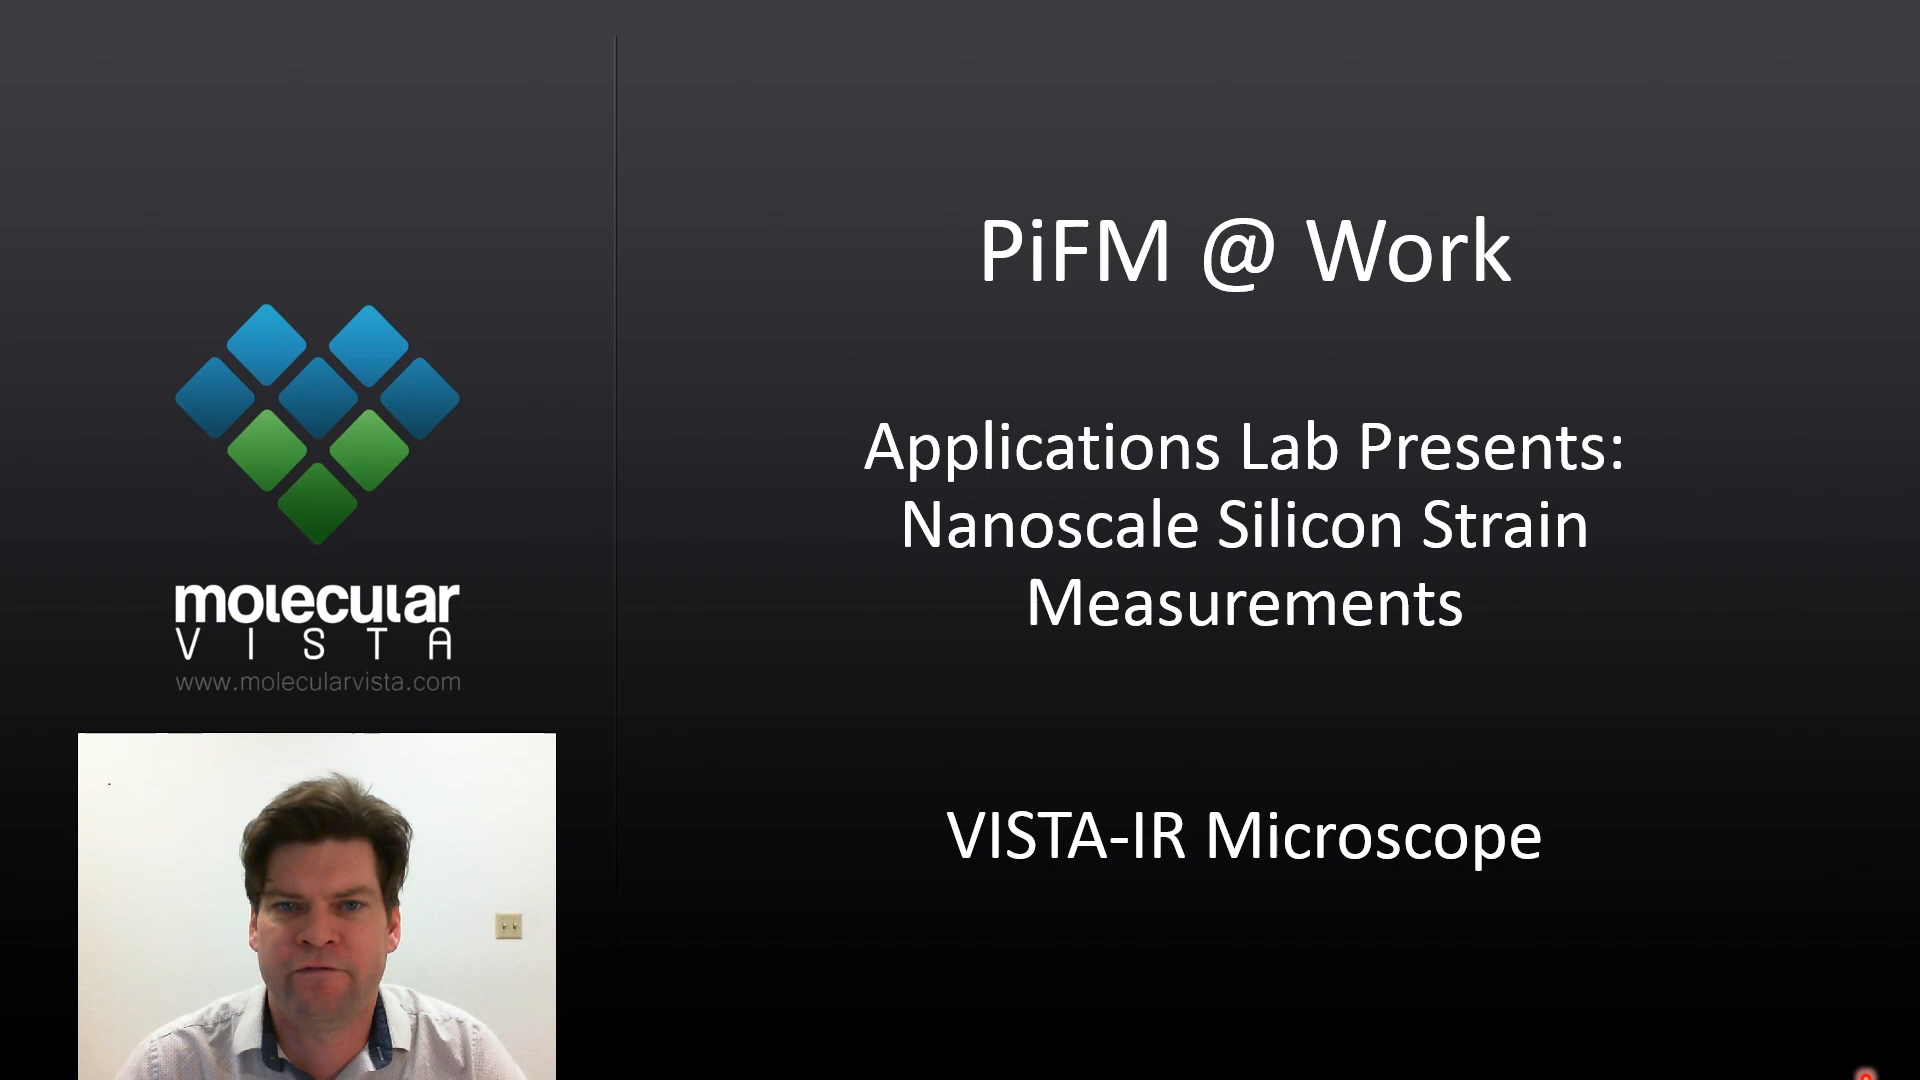 PiFM @ Work
Applications Lab Presents:
Nanoscale Silicon Strain
Measurements
VISTA-IR Microscope
molecular
VISTA
www.molecularvista.com